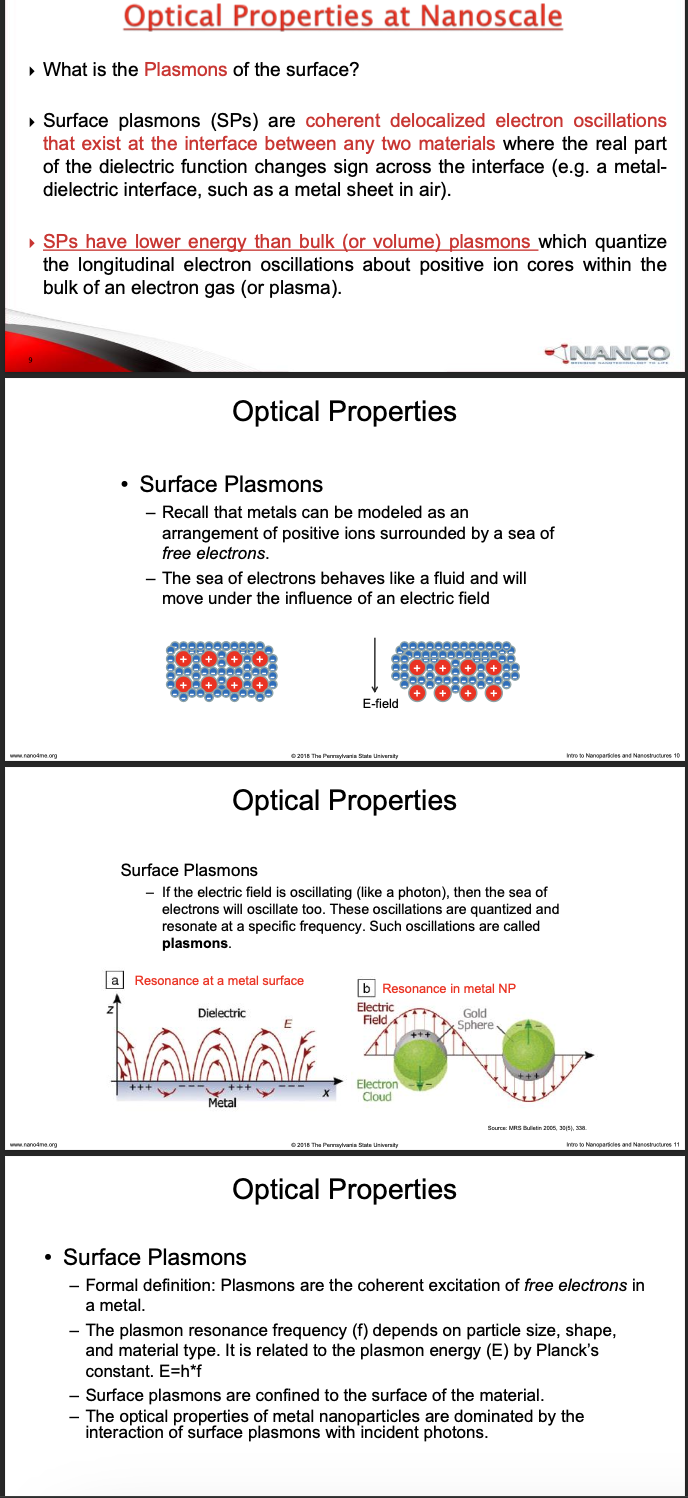 Optical Properties at Nanoscale
What is the Plasmons of the surface?
Surface plasmons (SPs) are coherent delocalized electron oscillations
that exist at the interface between any two materials where the real part
of the dielectric function changes sign across the interface (e.g. a metal-
dielectric interface, such as a metal sheet in air).
SPs have lower energy than bulk (or volume) plasmons which quantize
the longitudinal electron oscillations about positive ion cores within the
bulk of an electron gas (or plasma).
9
NANCO
Optical Properties
• Surface Plasmons
– Recall that metals can be modeled as an
arrangement of positive ions surrounded by a sea of
free electrons.
– The sea of electrons behaves like a fluid and will
move under the influence of an electric field
E-field
www.nano4me.org © 2018 The Pennsylvania State University Intro to Nanoparticles and Nanostructures 10
Optical Properties
Surface Plasmons
– If the electric field is oscillating (like a photon), then the sea of
electrons will oscillate too. These oscillations are quantized and
resonate at a specific frequency. Such oscillations are called
plasmons.
a Resonance at a metal surface
z
Dielectric
E
+++ --- +++ ---
x
Metal
b Resonance in metal NP
Electric
Field
Gold
Sphere
Electron
Cloud
Source: MRS Bulletin 2005, 30(5), 338.
www.nano4me.org © 2018 The Pennsylvania State University Intro to Nanoparticles and Nanostructures 11
Optical Properties
• Surface Plasmons
– Formal definition: Plasmons are the coherent excitation of free electrons in
a metal.
– The plasmon resonance frequency (f) depends on particle size, shape,
and material type. It is related to the plasmon energy (E) by Planck's
constant. E=h*f
– Surface plasmons are confined to the surface of the material.
– The optical properties of metal nanoparticles are dominated by the
interaction of surface plasmons with incident photons.